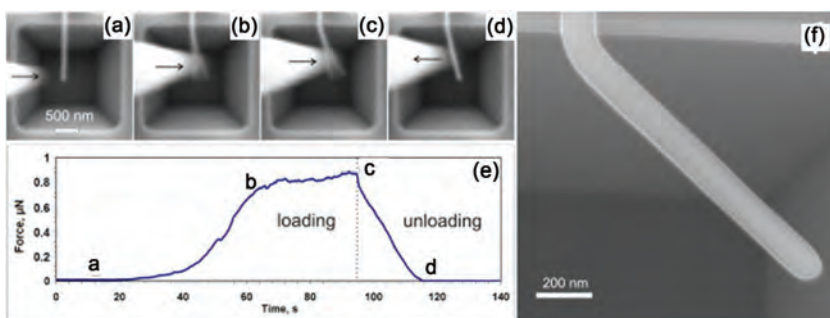 (a)
(b)
(c)
(d)
500 nm
(e)
Force, µN
1
0.8
0.6
0.4
0.2
0
a
b
c
d
loading
unloading
0 20 40 60 80 100 120 140
Time, s
(f)
200 nm